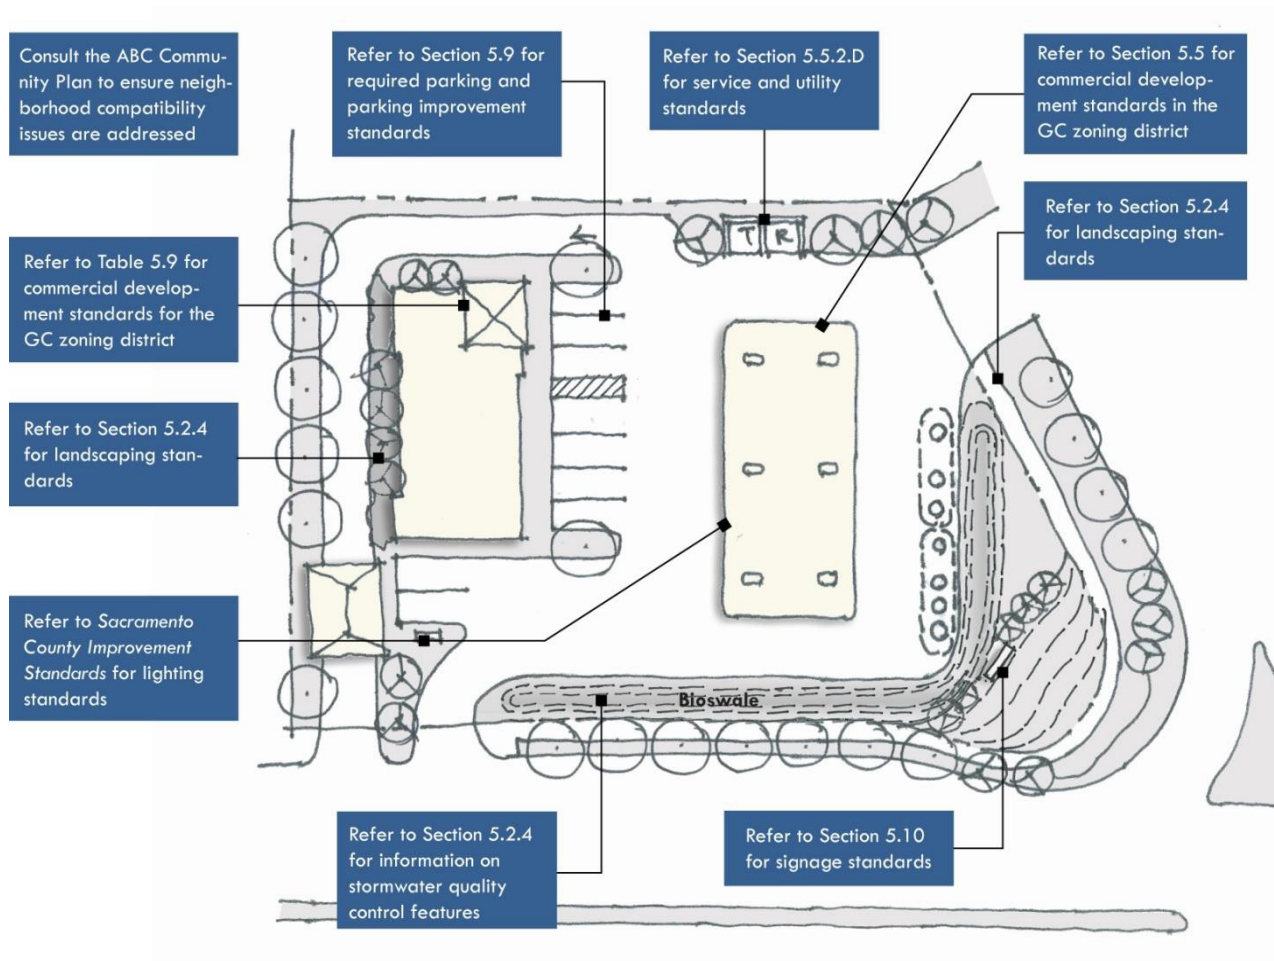 Consult the ABC Commu-
nity Plan to ensure neigh-
borhood compatibility
issues are addressed
Refer to Section 5.9 for
required parking and
parking improvement
standards
Refer to Section 5.5.2.D
for service and utility
standards
Refer to Section 5.5 for
commercial develop-
ment standards in the
GC zoning district
Refer to Section 5.2.4
for landscaping stan-
dards
T R
Refer to Table 5.9 for
commercial develop-
ment standards for the
GC zoning district
Refer to Section 5.2.4
for landscaping stan-
dards
Refer to Sacramento
County Improvement
Standards for lighting
standards
Bioswale
Refer to Section 5.2.4
for information on
stormwater quality
control features
Refer to Section 5.10
for signage standards